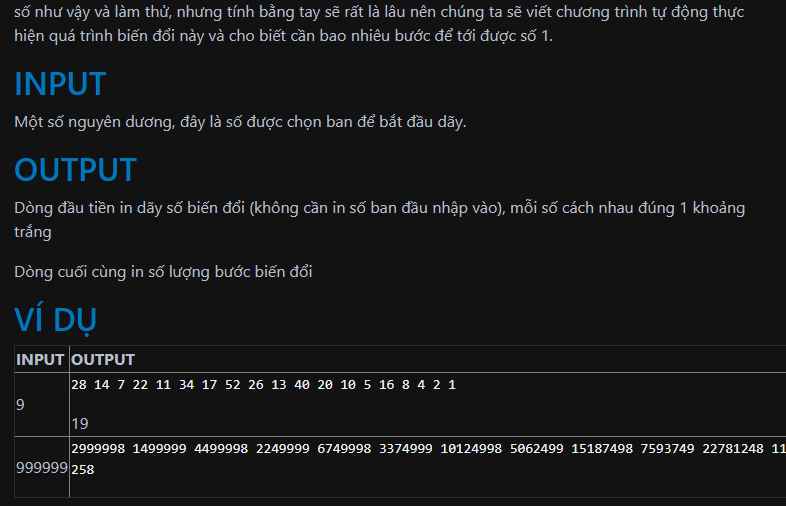 số như vậy và làm thử, nhưng tính bằng tay sẽ rất là lâu nên chúng ta sẽ viết chương trình tự động thực
hiện quá trình biến đổi này và cho biết cần bao nhiêu bước để tới được số 1.
INPUT
Một số nguyên dương, đây là số được chọn ban để bắt đầu dãy.
OUTPUT
Dòng đầu tiền in dãy số biến đổi (không cần in số ban đầu nhập vào), mỗi số cách nhau đúng 1 khoảng
trắng
Dòng cuối cùng in số lượng bước biến đổi
VÍ DỤ
INPUT OUTPUT
28 14 7 22 11 34 17 52 26 13 40 20 10 5 16 8 4 2 1
9
19
2999998 1499999 4499998 2249999 6749998 3374999 10124998 5062499 15187498 7593749 22781248 11
999999
258